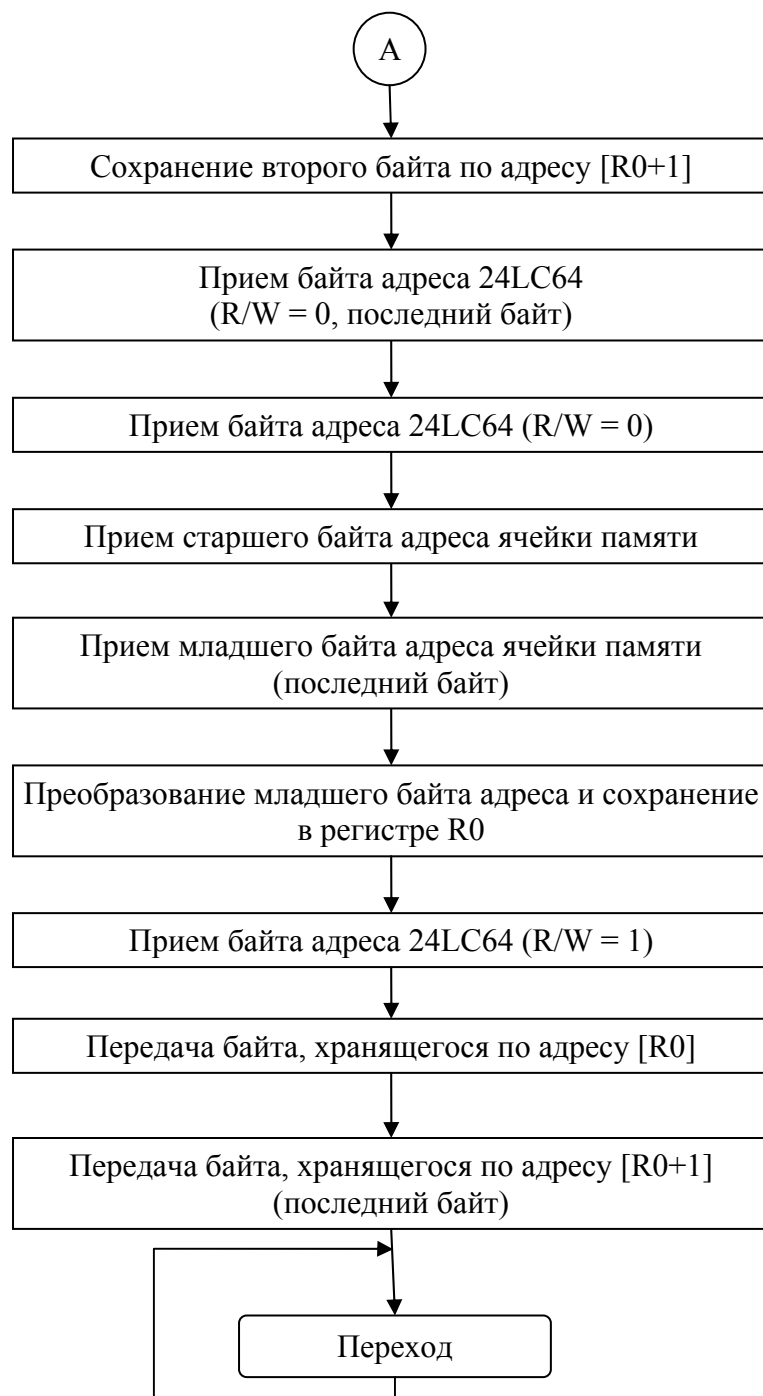 А
Сохранение второго байта по адресу [R0+1]
Прием байта адреса 24LC64
(R/W = 0, последний байт)
Прием байта адреса 24LC64 (R/W = 0)
Прием старшего байта адреса ячейки памяти
Прием младшего байта адреса ячейки памяти
(последний байт)
Преобразование младшего байта адреса и сохранение
в регистре R0
Прием байта адреса 24LC64 (R/W = 1)
Передача байта, хранящегося по адресу [R0]
Передача байта, хранящегося по адресу [R0+1]
(последний байт)
Переход